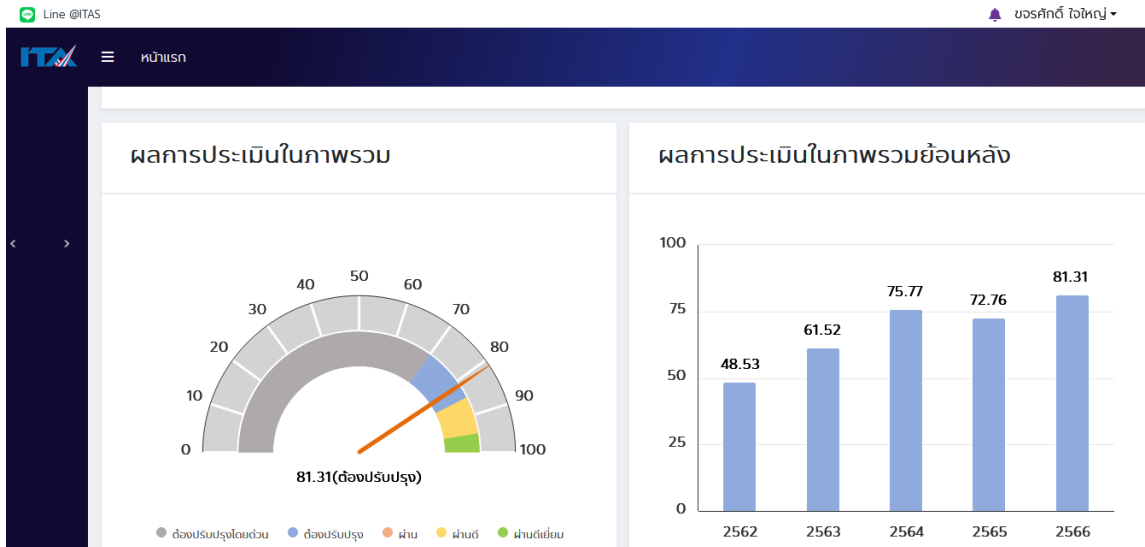 Line @ITAS
ขจรศักดิ์ ใจใหญ่
ITA
หน้าแรก
ผลการประเมินในภาพรวม
0
10
20
30
40
50
60
70
80
90
100
81.31(ต้องปรับปรุง)
ต้องปรับปรุงโดยด่วน ต้องปรับปรุง ผ่าน ผ่านดี ผ่านดีเยี่ยม
ผลการประเมินในภาพรวมย้อนหลัง
100
75
50
25
0
48.53
61.52
75.77
72.76
81.31
2562 2563 2564 2565 2566